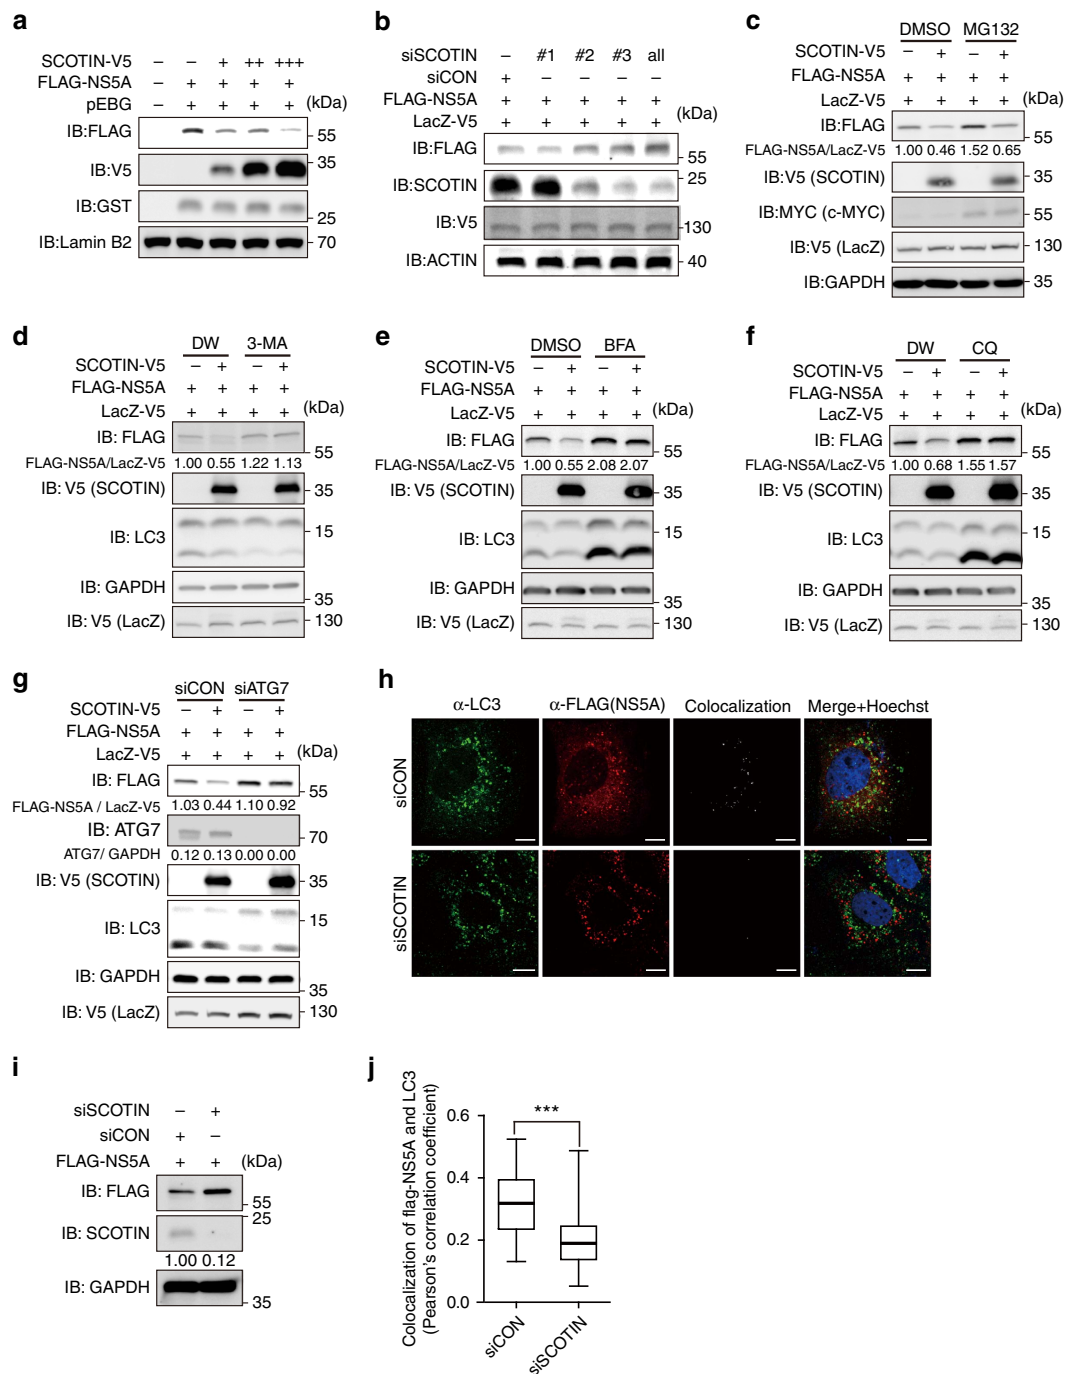 a
SCOTIN-V5 – – + ++ +++
FLAG-NS5A – + + + +
pEBG – + + + + (kDa)
IB:FLAG 55
IB:V5 35
IB:GST 25
IB:Lamin B2 70
b
siSCOTIN – #1 #2 #3 all
siCON + – – – –
FLAG-NS5A + + + + +
LacZ-V5 + + + + +
IB:FLAG 55
IB:SCOTIN 25
IB:V5 130
IB:ACTIN 40
c
DMSO MG132
SCOTIN-V5 – + – +
FLAG-NS5A + + + +
LacZ-V5 + + + + (kDa)
IB:FLAG 55
FLAG-NS5A/LacZ-V5 1.00 0.46 1.52 0.65
IB:V5 (SCOTIN) 35
IB:MYC (c-MYC) 55
IB:V5 (LacZ) 130
IB:GAPDH 35
d
DW 3-MA
SCOTIN-V5 – + – +
FLAG-NS5A + + + +
LacZ-V5 + + + + (kDa)
IB: FLAG 55
FLAG-NS5A/LacZ-V5 1.00 0.55 1.22 1.13
IB: V5 (SCOTIN) 35
IB: LC3 15
IB: GAPDH 35
IB: V5 (LacZ) 130
e
DMSO BFA
SCOTIN-V5 – + – +
FLAG-NS5A + + + +
LacZ-V5 + + + + (kDa)
IB: FLAG 55
FLAG-NS5A/LacZ-V5 1.00 0.55 2.08 2.07
IB: V5 (SCOTIN) 35
IB: LC3 15
IB: GAPDH 35
IB: V5 (LacZ) 130
f
DW CQ
SCOTIN-V5 – + – +
FLAG-NS5A + + + +
LacZ-V5 + + + + (kDa)
IB: FLAG 55
FLAG-NS5A/LacZ-V5 1.00 0.68 1.55 1.57
IB: V5 (SCOTIN) 35
IB: LC3 15
IB: GAPDH 35
IB: V5 (LacZ) 130
g
siCON siATG7
SCOTIN-V5 – + – +
FLAG-NS5A + + + +
LacZ-V5 + + + + (kDa)
IB: FLAG 55
FLAG-NS5A / LacZ-V5 1.03 0.44 1.10 0.92
IB: ATG7 70
ATG7/ GAPDH 0.12 0.13 0.00 0.00
IB: V5 (SCOTIN) 35
IB: LC3 15
IB: GAPDH 35
IB: V5 (LacZ) 130
h
α-LC3 α-FLAG(NS5A) Colocalization Merge+Hoechst
siCON
siSCOTIN
i
siSCOTIN – +
siCON + –
FLAG-NS5A + + (kDa)
IB: FLAG 55
25
IB: SCOTIN
1.00 0.12
IB: GAPDH 35
j
Colocalization of flag-NS5A and LC3
(Pearson's correlation coefficient)
0.6
0.4
0.2
0.0
***
siCON
siSCOTIN